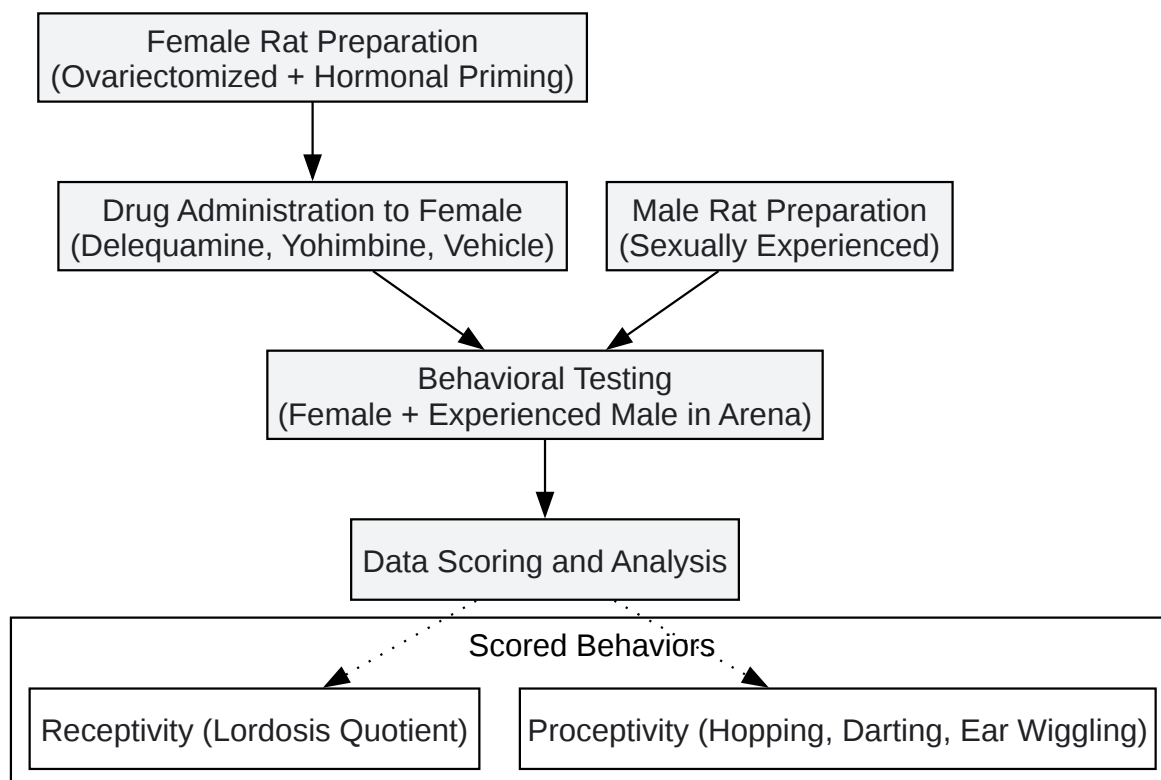 Female Rat Preparation
(Ovariectomized + Hormonal Priming)
Drug Administration to Female
(Delequamine, Yohimbine, Vehicle)
Male Rat Preparation
(Sexually Experienced)
Behavioral Testing
(Female + Experienced Male in Arena)
Data Scoring and Analysis
Scored Behaviors
Receptivity (Lordosis Quotient)
Proceptivity (Hopping, Darting, Ear Wiggling)